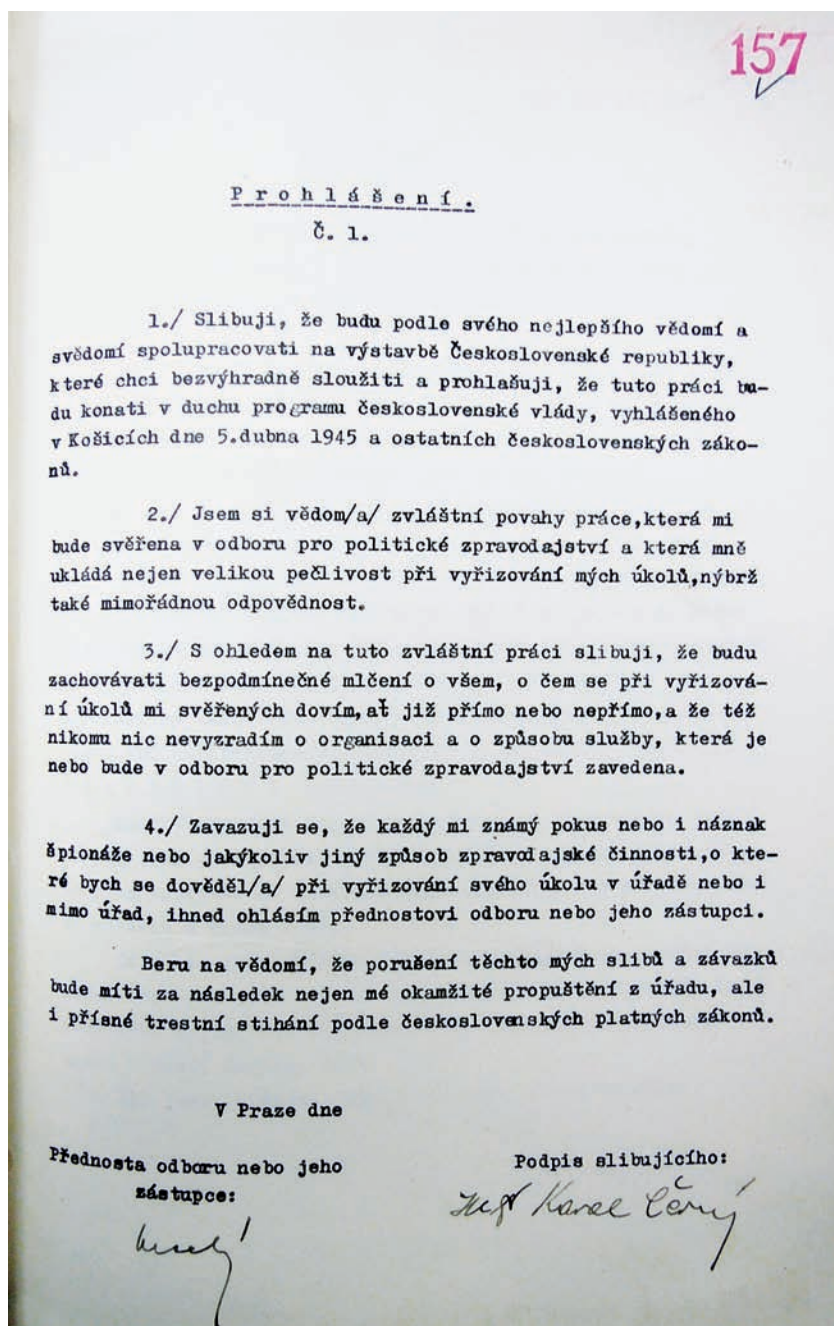 157
Prohlášení.
Č. 1.
1./ Slibuji, že budu podle svého nejlepšího vědomí a
svědomí spolupracovati na výstavbě Československé republiky,
které chci bezvýhradně sloužiti a prohlašuji, že tuto práci bu-
du konati v duchu programu československé vlády, vyhlášeného
v Košicích dne 5.dubna 1945 a ostatních československých záko-
nů.
2./ Jsem si vědom/a/ zvláštní povahy práce,která mi
bude svěřena v odboru pro politické zpravodajství a která mně
ukládá nejen velikou pečlivost při vyřizování mých úkolů,nýbrž
také mimořádnou odpovědnost.
3./ S ohledem na tuto zvláštní práci slibuji, že budu
zachovávati bezpodmínečné mlčení o všem, o čem se při vyřizová-
ní úkolů mi svěřených dovím,ať již přímo nebo nepřímo,a že též
nikomu nic nevyzradím o organisaci a o způsobu služby, která je
nebo bude v odboru pro politické zpravodajství zavedena.
4./ Zavazuji se, že každý mi známý pokus nebo i náznak
špionáže nebo jakýkoliv jiný způsob zpravodajské činnosti,o kte-
ré bych se dověděl/a/ při vyřizování svého úkolu v úřadě nebo i
mimo úřad, ihned ohlásím přednostovi odboru nebo jeho zástupci.
Beru na vědomí, že porušení těchto mých slibů a závazků
bude míti za následek nejen mé okamžité propuštění z úřadu, ale
i přísné trestní stíhání podle československých platných zákonů.
V Praze dne
Přednosta odboru nebo jeho
zástupce:
Podpis slibujícího:
Karel Černý